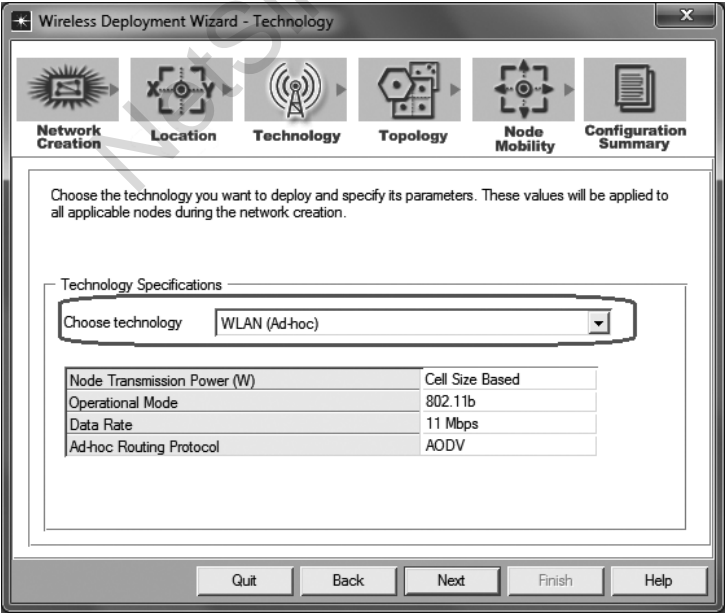 Wireless Deployment Wizard - Technology
X
X Y
Network Creation
Location
Technology
Topology
Node Mobility
Configuration Summary
Choose the technology you want to deploy and specify its parameters. These values will be applied to
all applicable nodes during the network creation.
Technology Specifications
Choose technology WLAN (Ad-hoc)
Node Transmission Power (W) Cell Size Based
Operational Mode 802.11b
Data Rate 11 Mbps
Ad-hoc Routing Protocol AODV
Quit Back Next Finish Help